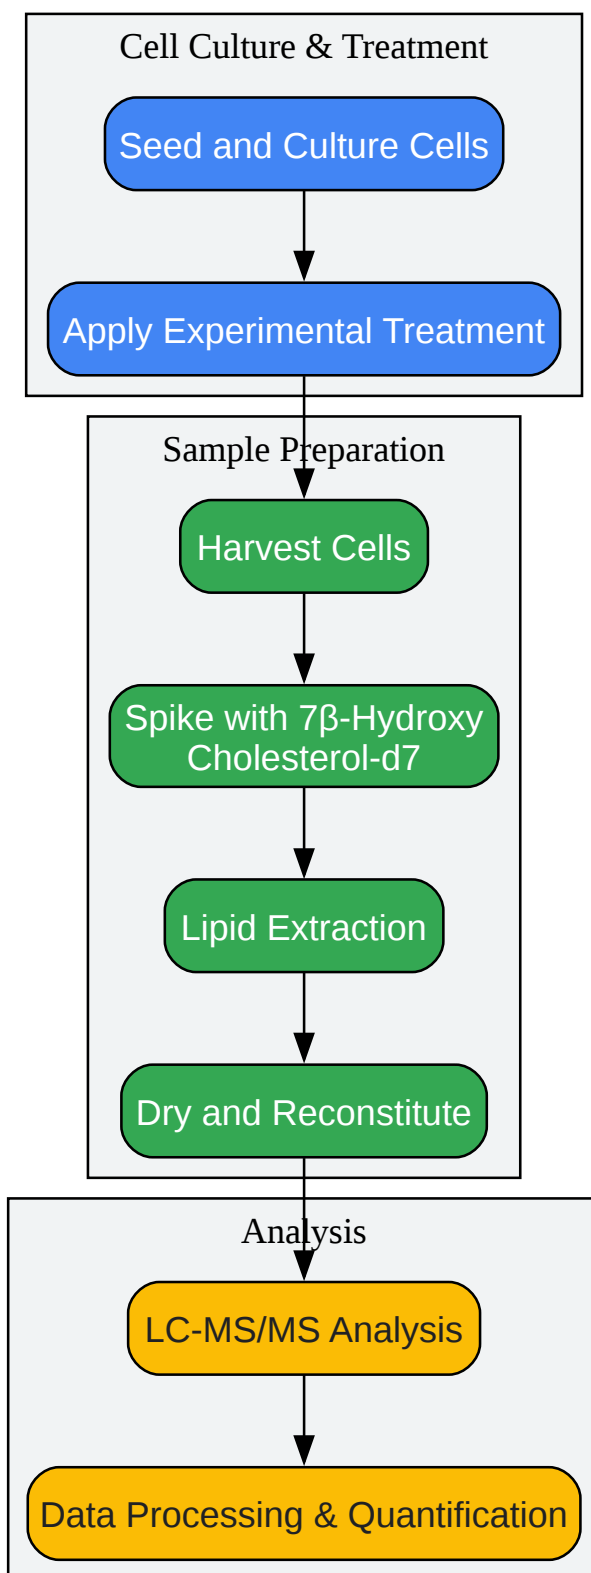 Cell Culture & Treatment
Seed and Culture Cells
Apply Experimental Treatment
Sample Preparation
Harvest Cells
Spike with 7β-Hydroxy
Cholesterol-d7
Lipid Extraction
Dry and Reconstitute
Analysis
LC-MS/MS Analysis
Data Processing & Quantification